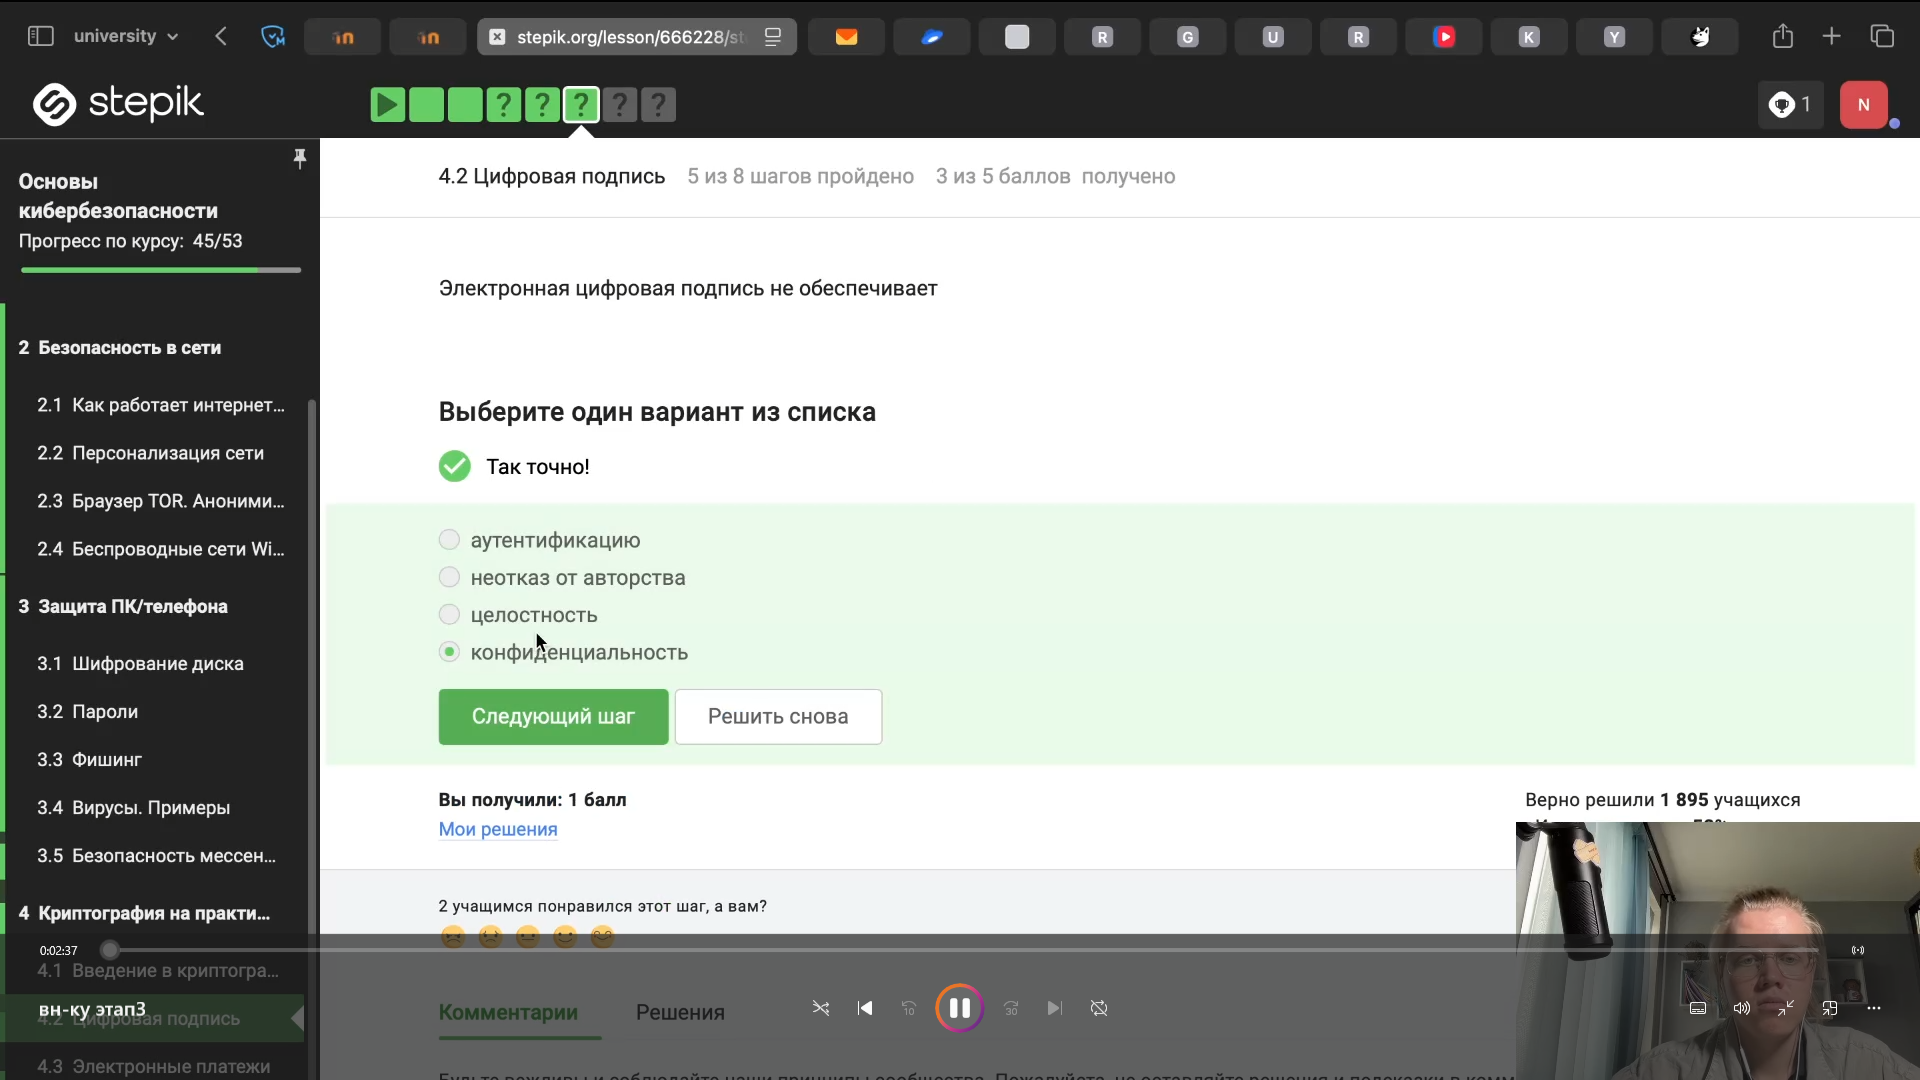 university
stepik.org/lesson/666228/st
R
G
U
R
K
Y
stepik
1
N
Основы
кибербезопасности
Прогресс по курсу: 45/53
2 Безопасность в сети
2.1 Как работает интернет...
2.2 Персонализация сети
2.3 Браузер TOR. Аноними...
2.4 Беспроводные сети Wi...
3 Защита ПК/телефона
3.1 Шифрование диска
3.2 Пароли
3.3 Фишинг
3.4 Вирусы. Примеры
3.5 Безопасность мессен...
4 Криптография на практи...
4.1 Введение в криптогра...
4.2 Цифровая подпись
4.3 Электронные платежи
4.2 Цифровая подпись 5 из 8 шагов пройдено 3 из 5 баллов получено
Электронная цифровая подпись не обеспечивает
Выберите один вариант из списка
Так точно!
аутентификацию
неотказ от авторства
целостность
конфиденциальность
Следующий шаг
Решить снова
Вы получили: 1 балл
Мои решения
Верно решили 1 895 учащихся
2 учащимся понравился этот шаг, а вам?
Комментарии
Решения
0:02:37
вн-ку этап3
10
30